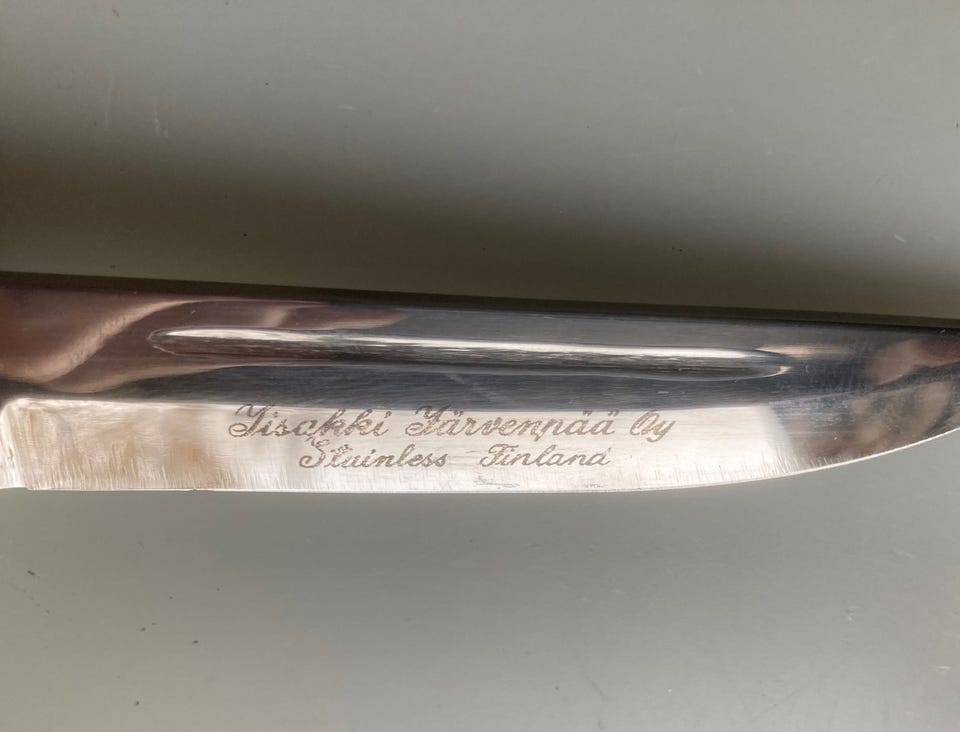 Iisakki Järvenpää Oy
Stainless Finland